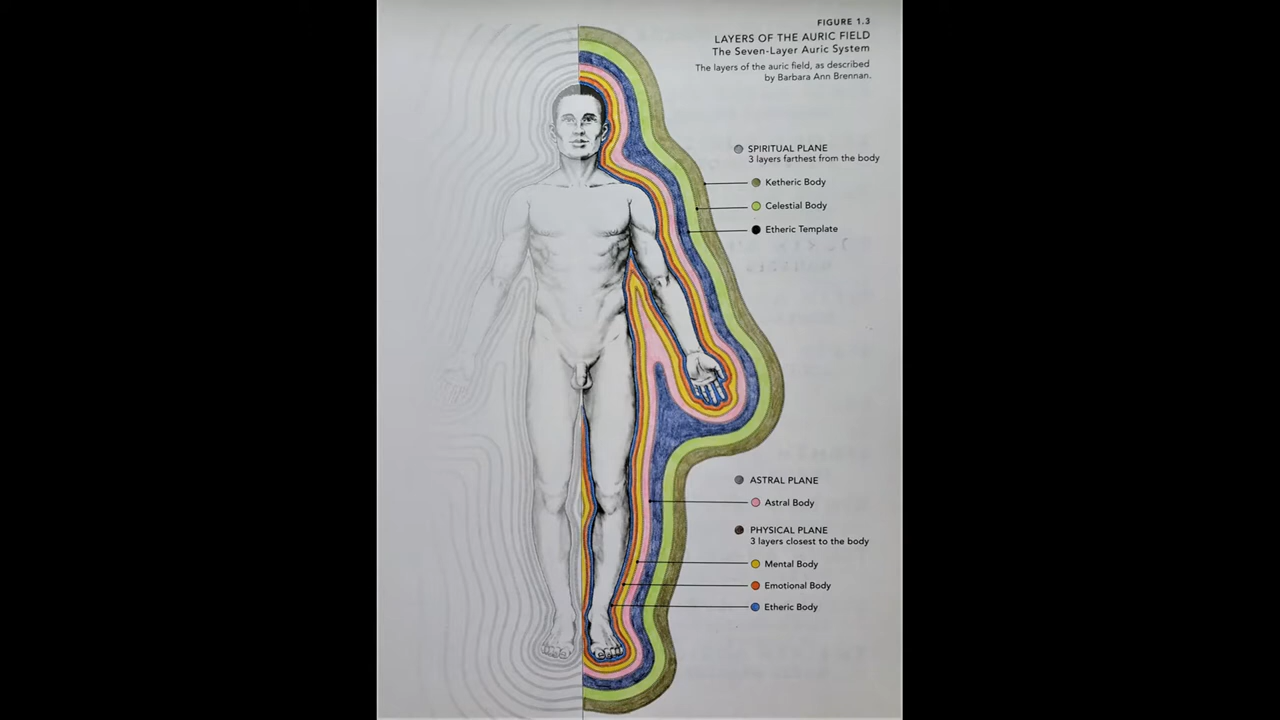 FIGURE 1.3
LAYERS OF THE AURIC FIELD
The Seven-Layer Auric System
The layers of the auric field, as described
by Barbara Ann Brennan.
SPIRITUAL PLANE
3 layers farthest from the body
Ketheric Body
Celestial Body
Etheric Template
ASTRAL PLANE
Astral Body
PHYSICAL PLANE
3 layers closest to the body
Mental Body
Emotional Body
Etheric Body